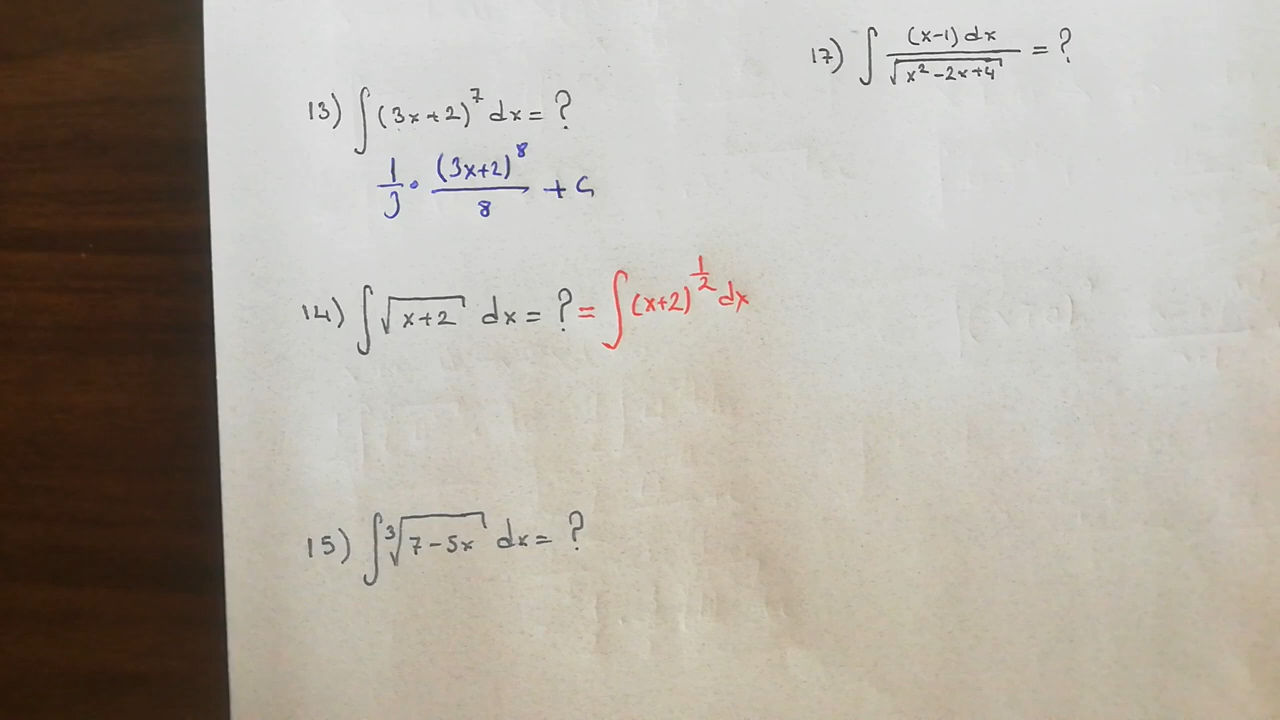 13) ∫(3x+2)⁷ dx = ?
1/3 · (3x+2)⁸/8 + C
14) ∫√(x+2) dx = ? = ∫(x+2)^(1/2) dx
15) ∫∛(7-5x) dx = ?
17) ∫ (x-1) dx / √(x²-2x+4) = ?